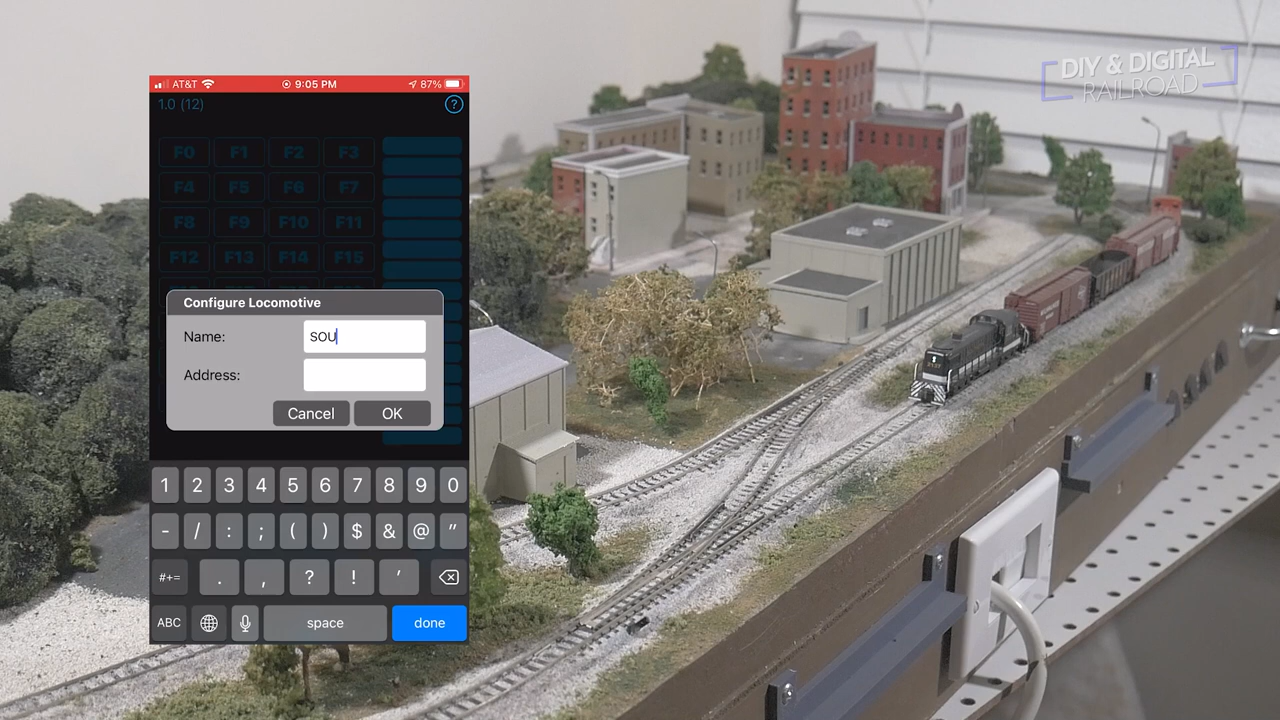 AT&T 9:05 PM 87%
1.0 (12) ?
F0 F1 F2 F3
F4 F5 F6 F7
F8 F9 F10 F11
F12 F13 F14 F15
Configure Locomotive
Name: SOU
Address:
Cancel OK
1 2 3 4 5 6 7 8 9 0
- / : ; ( ) $ & @ "
#+= . , ? ! '
ABC space done
DIY & DIGITAL
RAILROAD